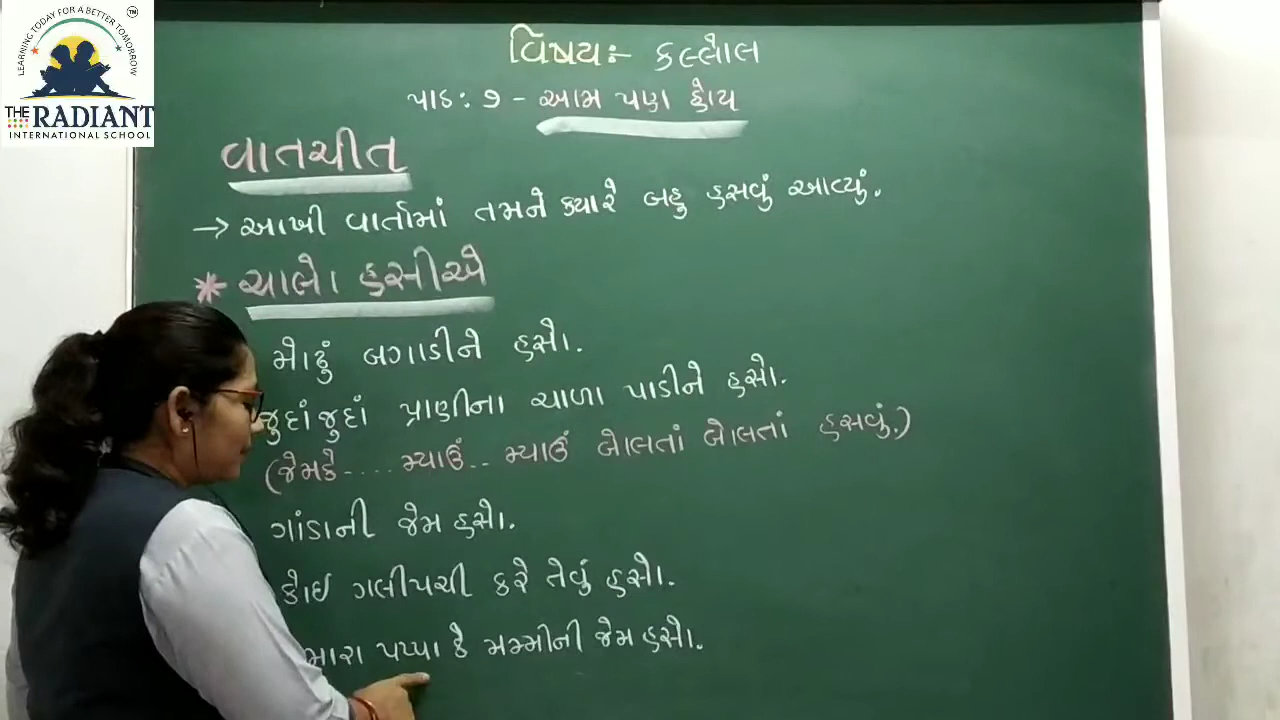 LEARNING TODAY FOR A BETTER TOMORROW
TM
THE RADIANT
INTERNATIONAL SCHOOL
વિષય:- કલ્લોલ
પાઠ: ૭ - આમ પણ હોય
વાતચીત
→ આખી વાર્તામાં તમને ક્યારે બહુ હસવું આવ્યું.
* ચાલો હસીએ
મોઢું બગાડીને હસો.
જુદાંજુદાં પ્રાણીના ચાળા પાડીને હસો.
(જેમકે.... મ્યાઉં.. મ્યાઉં બોલતાં બોલતાં હસવું.)
ગાંડાની જેમ હસો.
કોઈ ગલીપચી કરે તેવું હસો.
મારા પપ્પા કે મમ્મીની જેમ હસો.